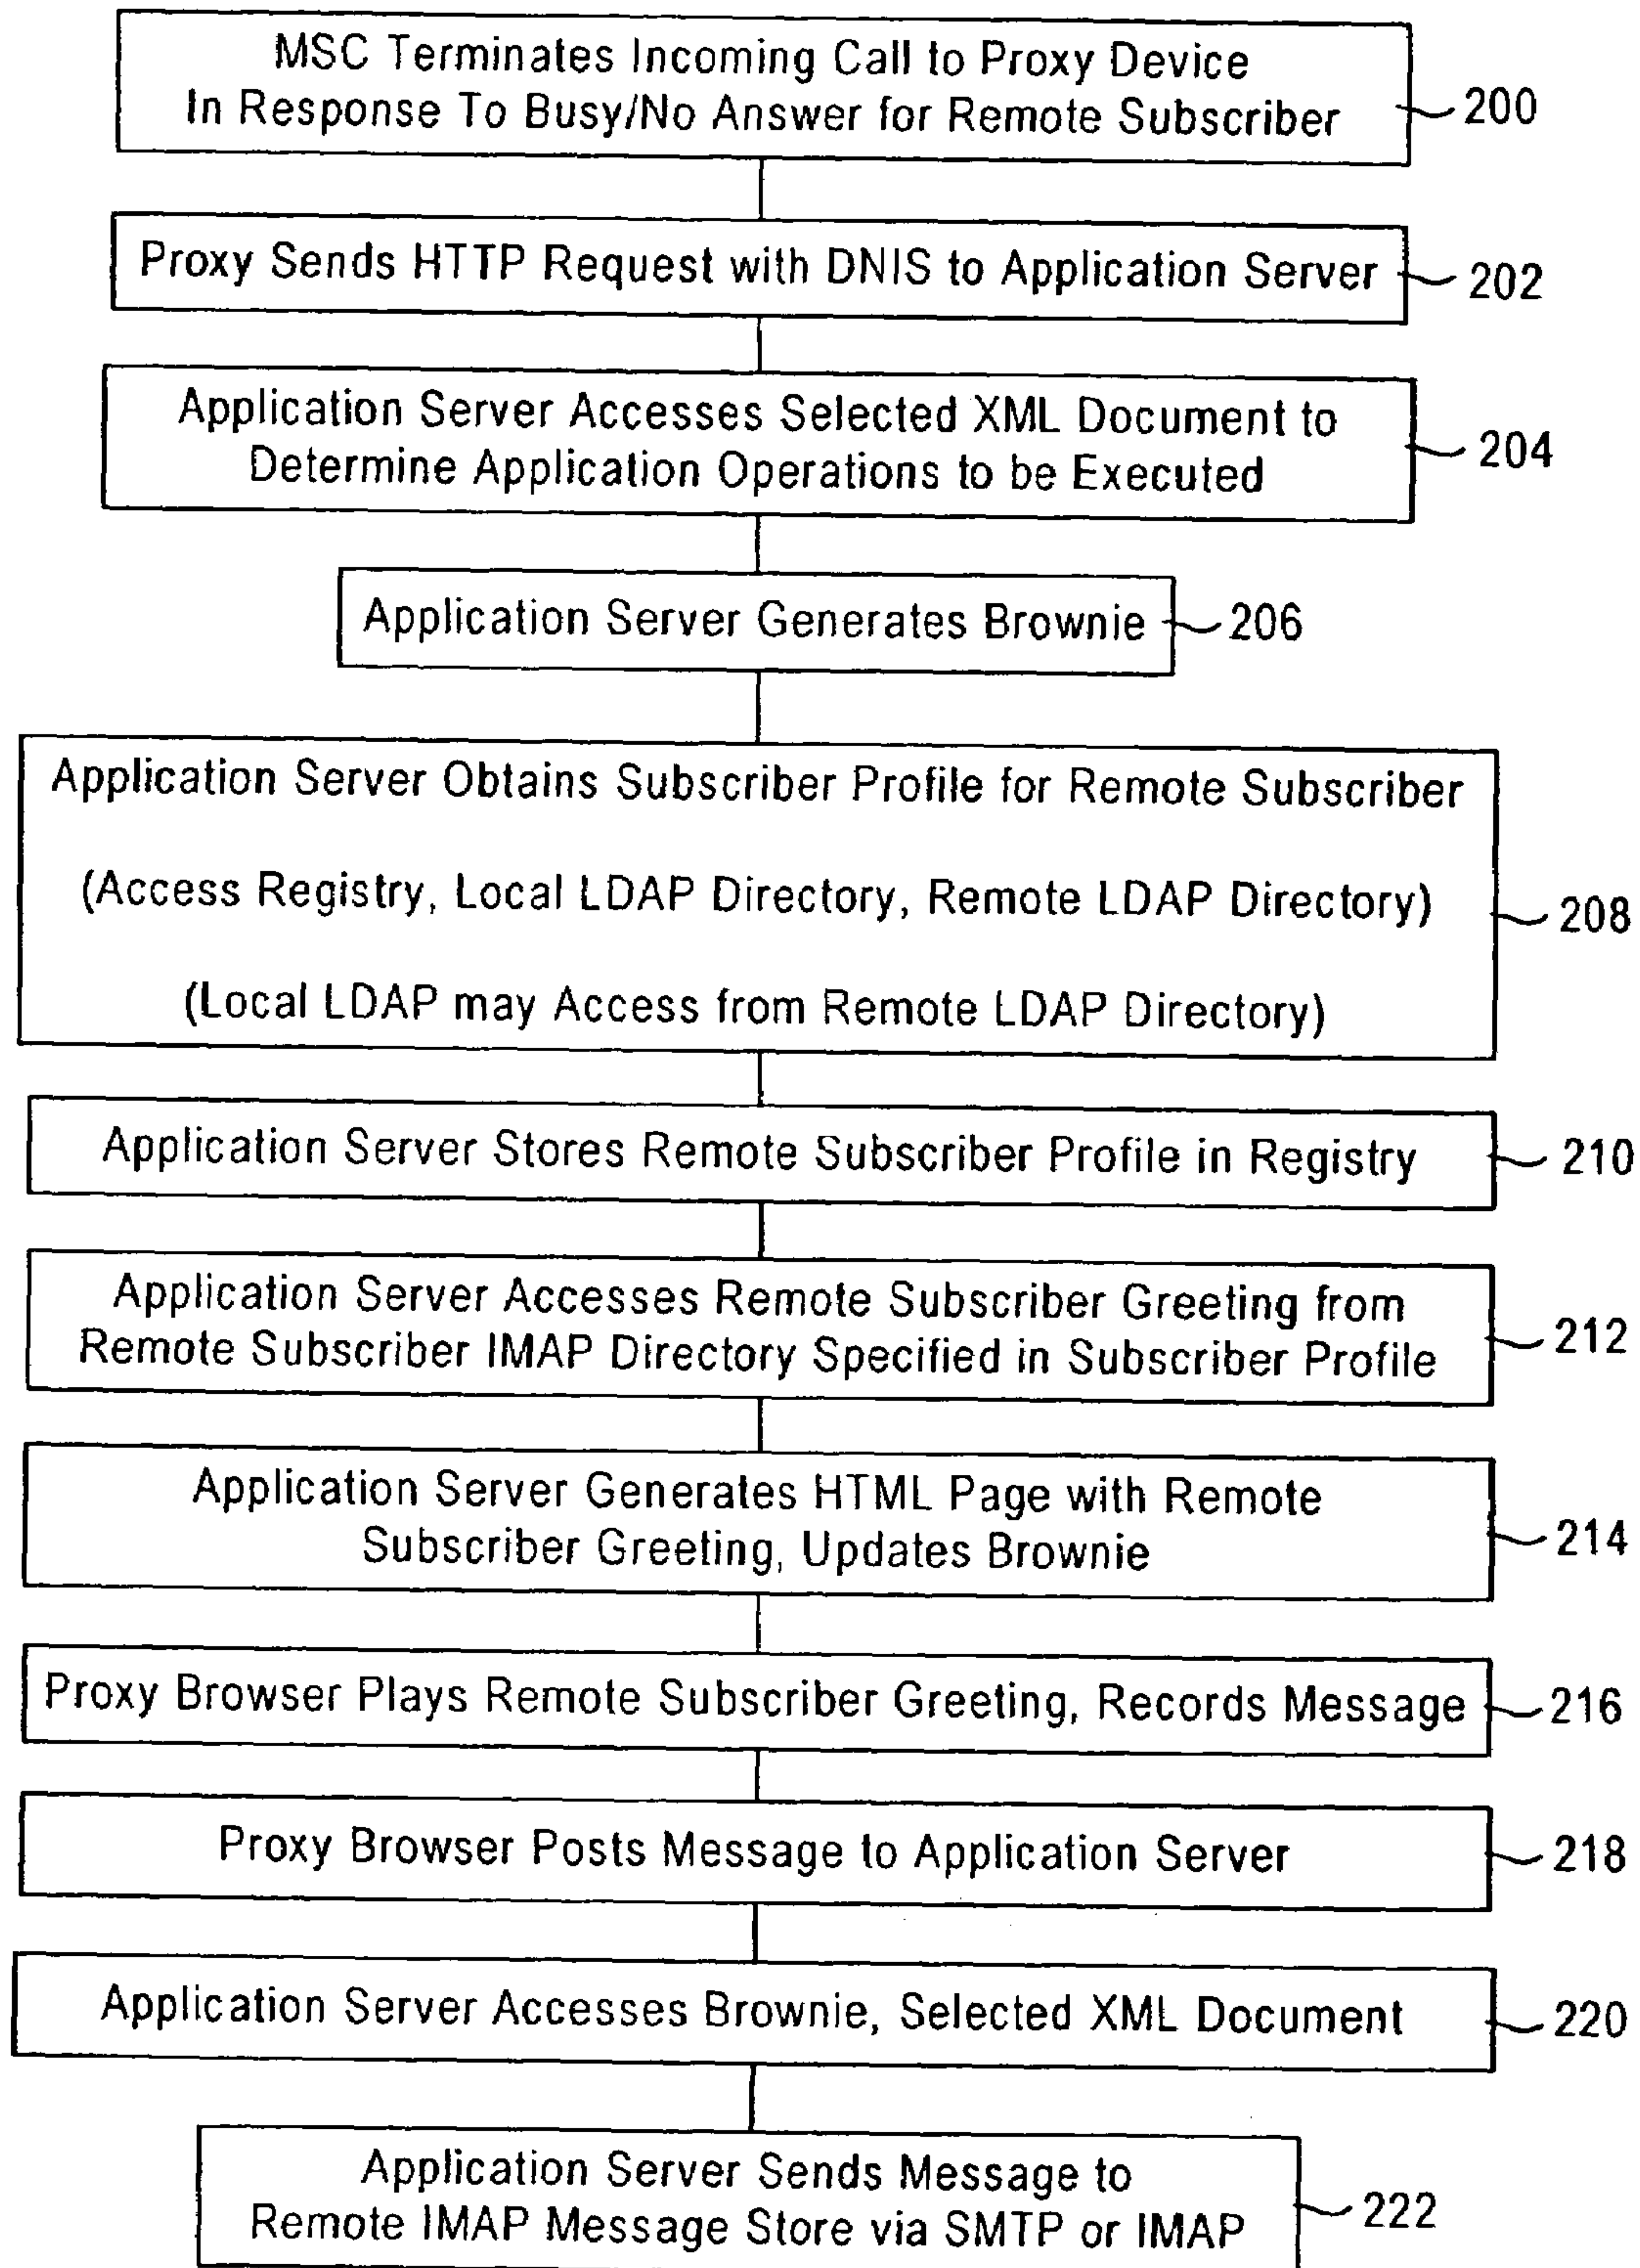 MSC Terminates Incoming Call to Proxy Device
In Response To Busy/No Answer for Remote Subscriber
200
Proxy Sends HTTP Request with DNIS to Application Server
202
Application Server Accesses Selected XML Document to
Determine Application Operations to be Executed
204
Application Server Generates Brownie
206
Application Server Obtains Subscriber Profile for Remote Subscriber
(Access Registry, Local LDAP Directory, Remote LDAP Directory)
(Local LDAP may Access from Remote LDAP Directory)
208
Application Server Stores Remote Subscriber Profile in Registry
210
Application Server Accesses Remote Subscriber Greeting from
Remote Subscriber IMAP Directory Specified in Subscriber Profile
212
Application Server Generates HTML Page with Remote
Subscriber Greeting, Updates Brownie
214
Proxy Browser Plays Remote Subscriber Greeting, Records Message
216
Proxy Browser Posts Message to Application Server
218
Application Server Accesses Brownie, Selected XML Document
220
Application Server Sends Message to
Remote IMAP Message Store via SMTP or IMAP
222